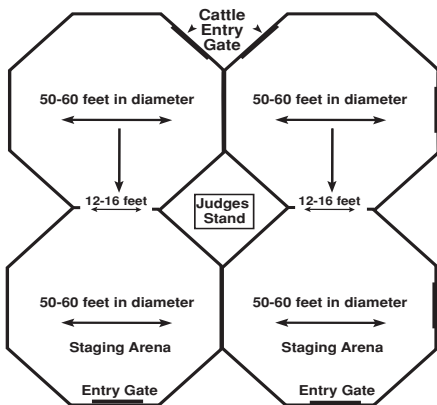 Cattle
Entry
Gate
50-60 feet in diameter
50-60 feet in diameter
12-16 feet
Judges
Stand
12-16 feet
50-60 feet in diameter
50-60 feet in diameter
Staging Arena
Staging Arena
Entry Gate
Entry Gate